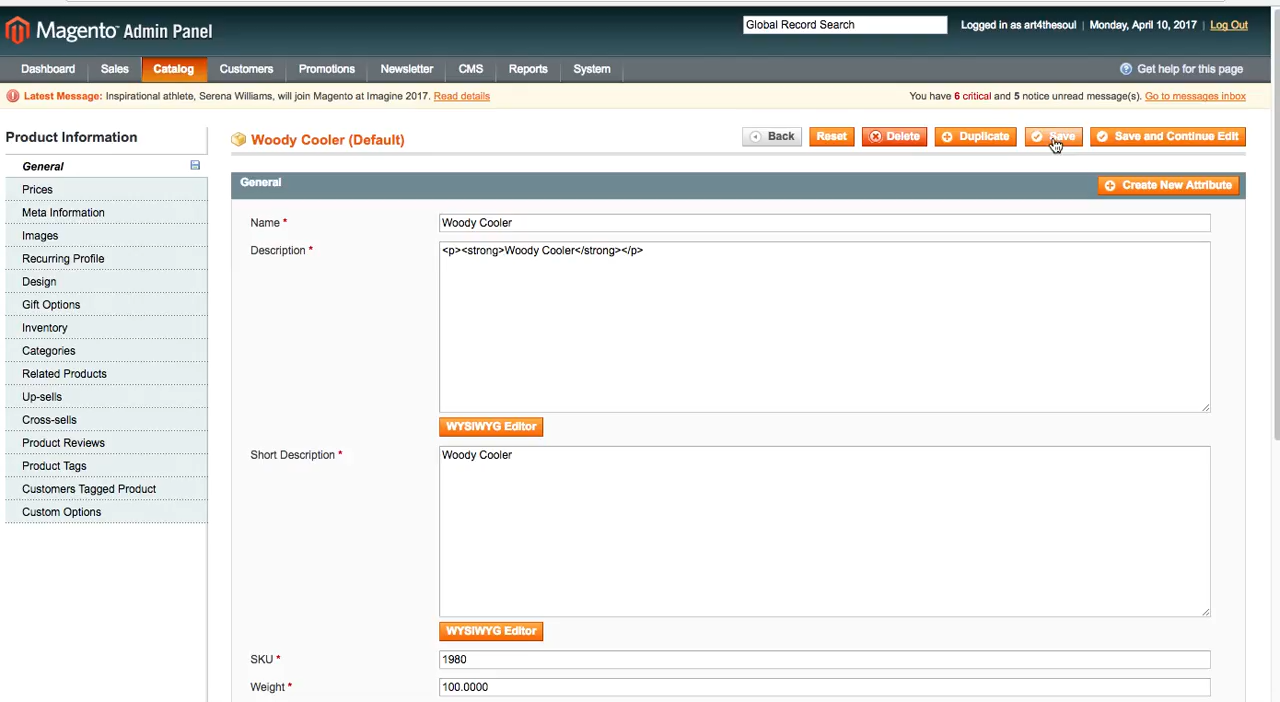 Magento™ Admin Panel
Global Record Search
Logged in as art4thesoul | Monday, April 10, 2017 | Log Out
Dashboard Sales Catalog Customers Promotions Newsletter CMS Reports System
Get help for this page
Latest Message: Inspirational athlete, Serena Williams, will join Magento at Imagine 2017. Read details
You have 6 critical and 5 notice unread message(s). Go to messages inbox
Product Information
General
Prices
Meta Information
Images
Recurring Profile
Design
Gift Options
Inventory
Categories
Related Products
Up-sells
Cross-sells
Product Reviews
Product Tags
Customers Tagged Product
Custom Options
Woody Cooler (Default)
Back Reset Delete Duplicate Save Save and Continue Edit
General
Create New Attribute
Name * Woody Cooler
Description * <p><strong>Woody Cooler</strong></p>
WYSIWYG Editor
Short Description * Woody Cooler
WYSIWYG Editor
SKU * 1980
Weight * 100.0000